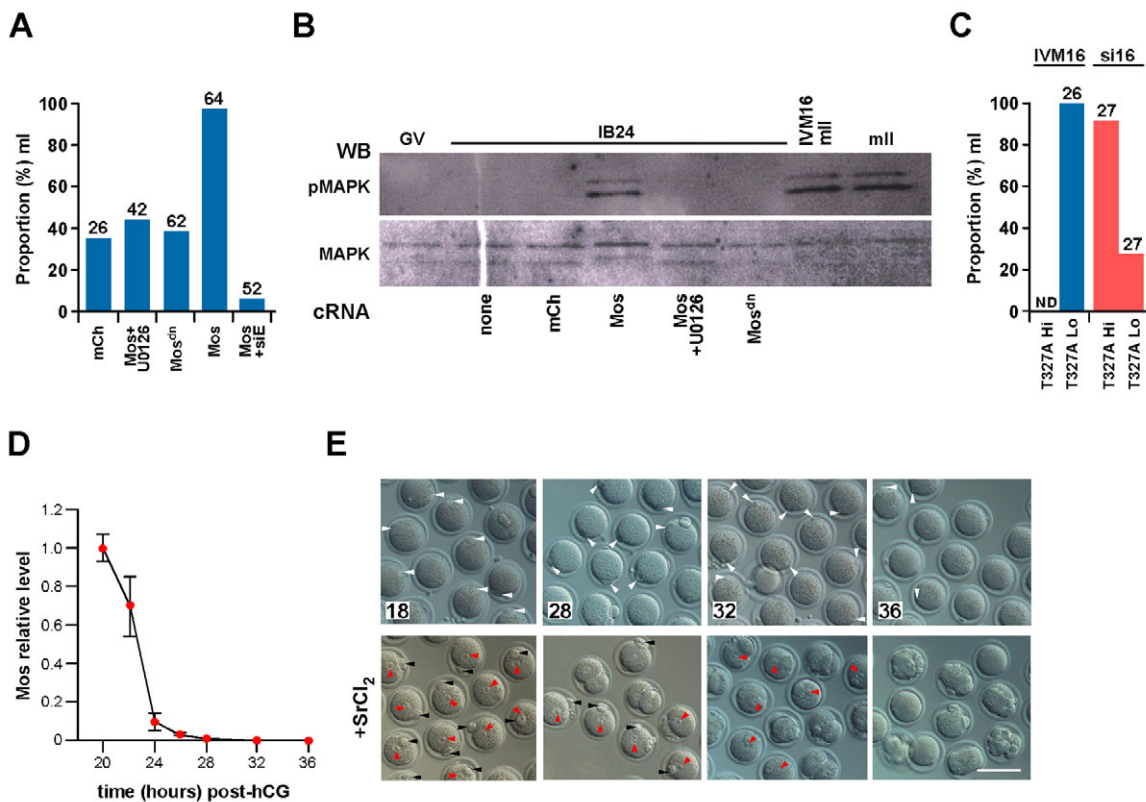 A
Proportion (%) mI
100
80
60
40
20
0
26
42
62
64
52
mCh
Mos+
U0126
Mosdn
Mos
Mos
+siE
B
GV
IB24
IVM16
mII
mII
WB
pMAPK
MAPK
cRNA
none
mCh
Mos
Mos
+U0126
Mosdn
C
IVM16
si16
Proportion (%) mI
100
80
60
40
20
0
ND
26
27
27
T327A Hi
T327A Lo
T327A Hi
T327A Lo
D
Mos relative level
1.2
1.0
0.8
0.6
0.4
0.2
0
20
24
28
32
36
time (hours) post-hCG
E
18
28
32
36
+SrCl2